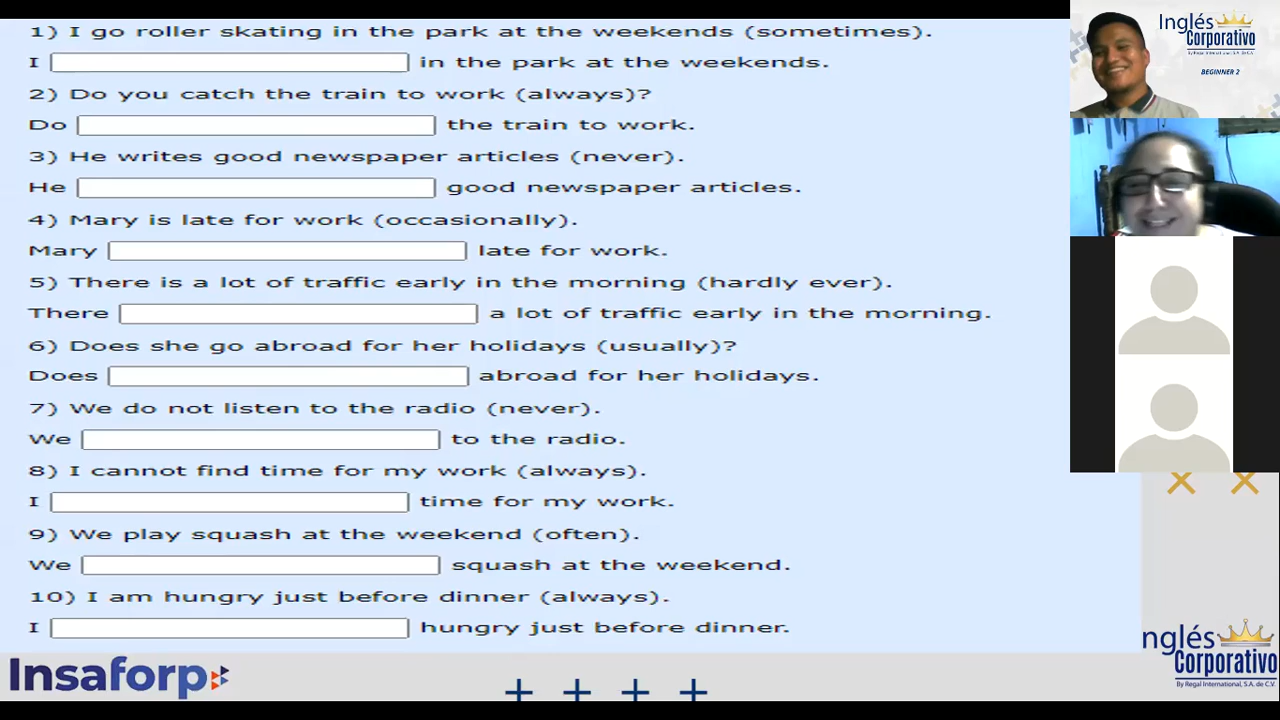 1) I go roller skating in the park at the weekends (sometimes).
I in the park at the weekends.
2) Do you catch the train to work (always)?
Do the train to work.
3) He writes good newspaper articles (never).
He good newspaper articles.
4) Mary is late for work (occasionally).
Mary late for work.
5) There is a lot of traffic early in the morning (hardly ever).
There a lot of traffic early in the morning.
6) Does she go abroad for her holidays (usually)?
Does abroad for her holidays.
7) We do not listen to the radio (never).
We to the radio.
8) I cannot find time for my work (always).
I time for my work.
9) We play squash at the weekend (often).
We squash at the weekend.
10) I am hungry just before dinner (always).
I hungry just before dinner.
Inglés
Corporativo
By Regal International, S.A. de C.V.
BEGINNER 2
Insaforp
nglés
Corporativo
By Regal International, S.A. de C.V.